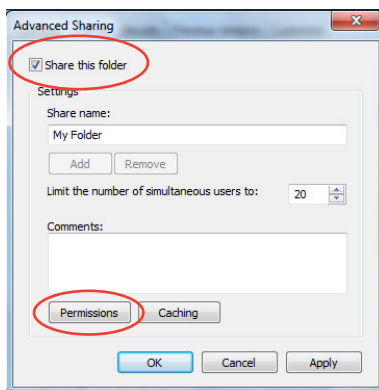 Advanced Sharing
Share this folder
Settings
Share name:
My Folder
Add Remove
Limit the number of simultaneous users to: 20
Comments:
Permissions Caching
OK Cancel Apply